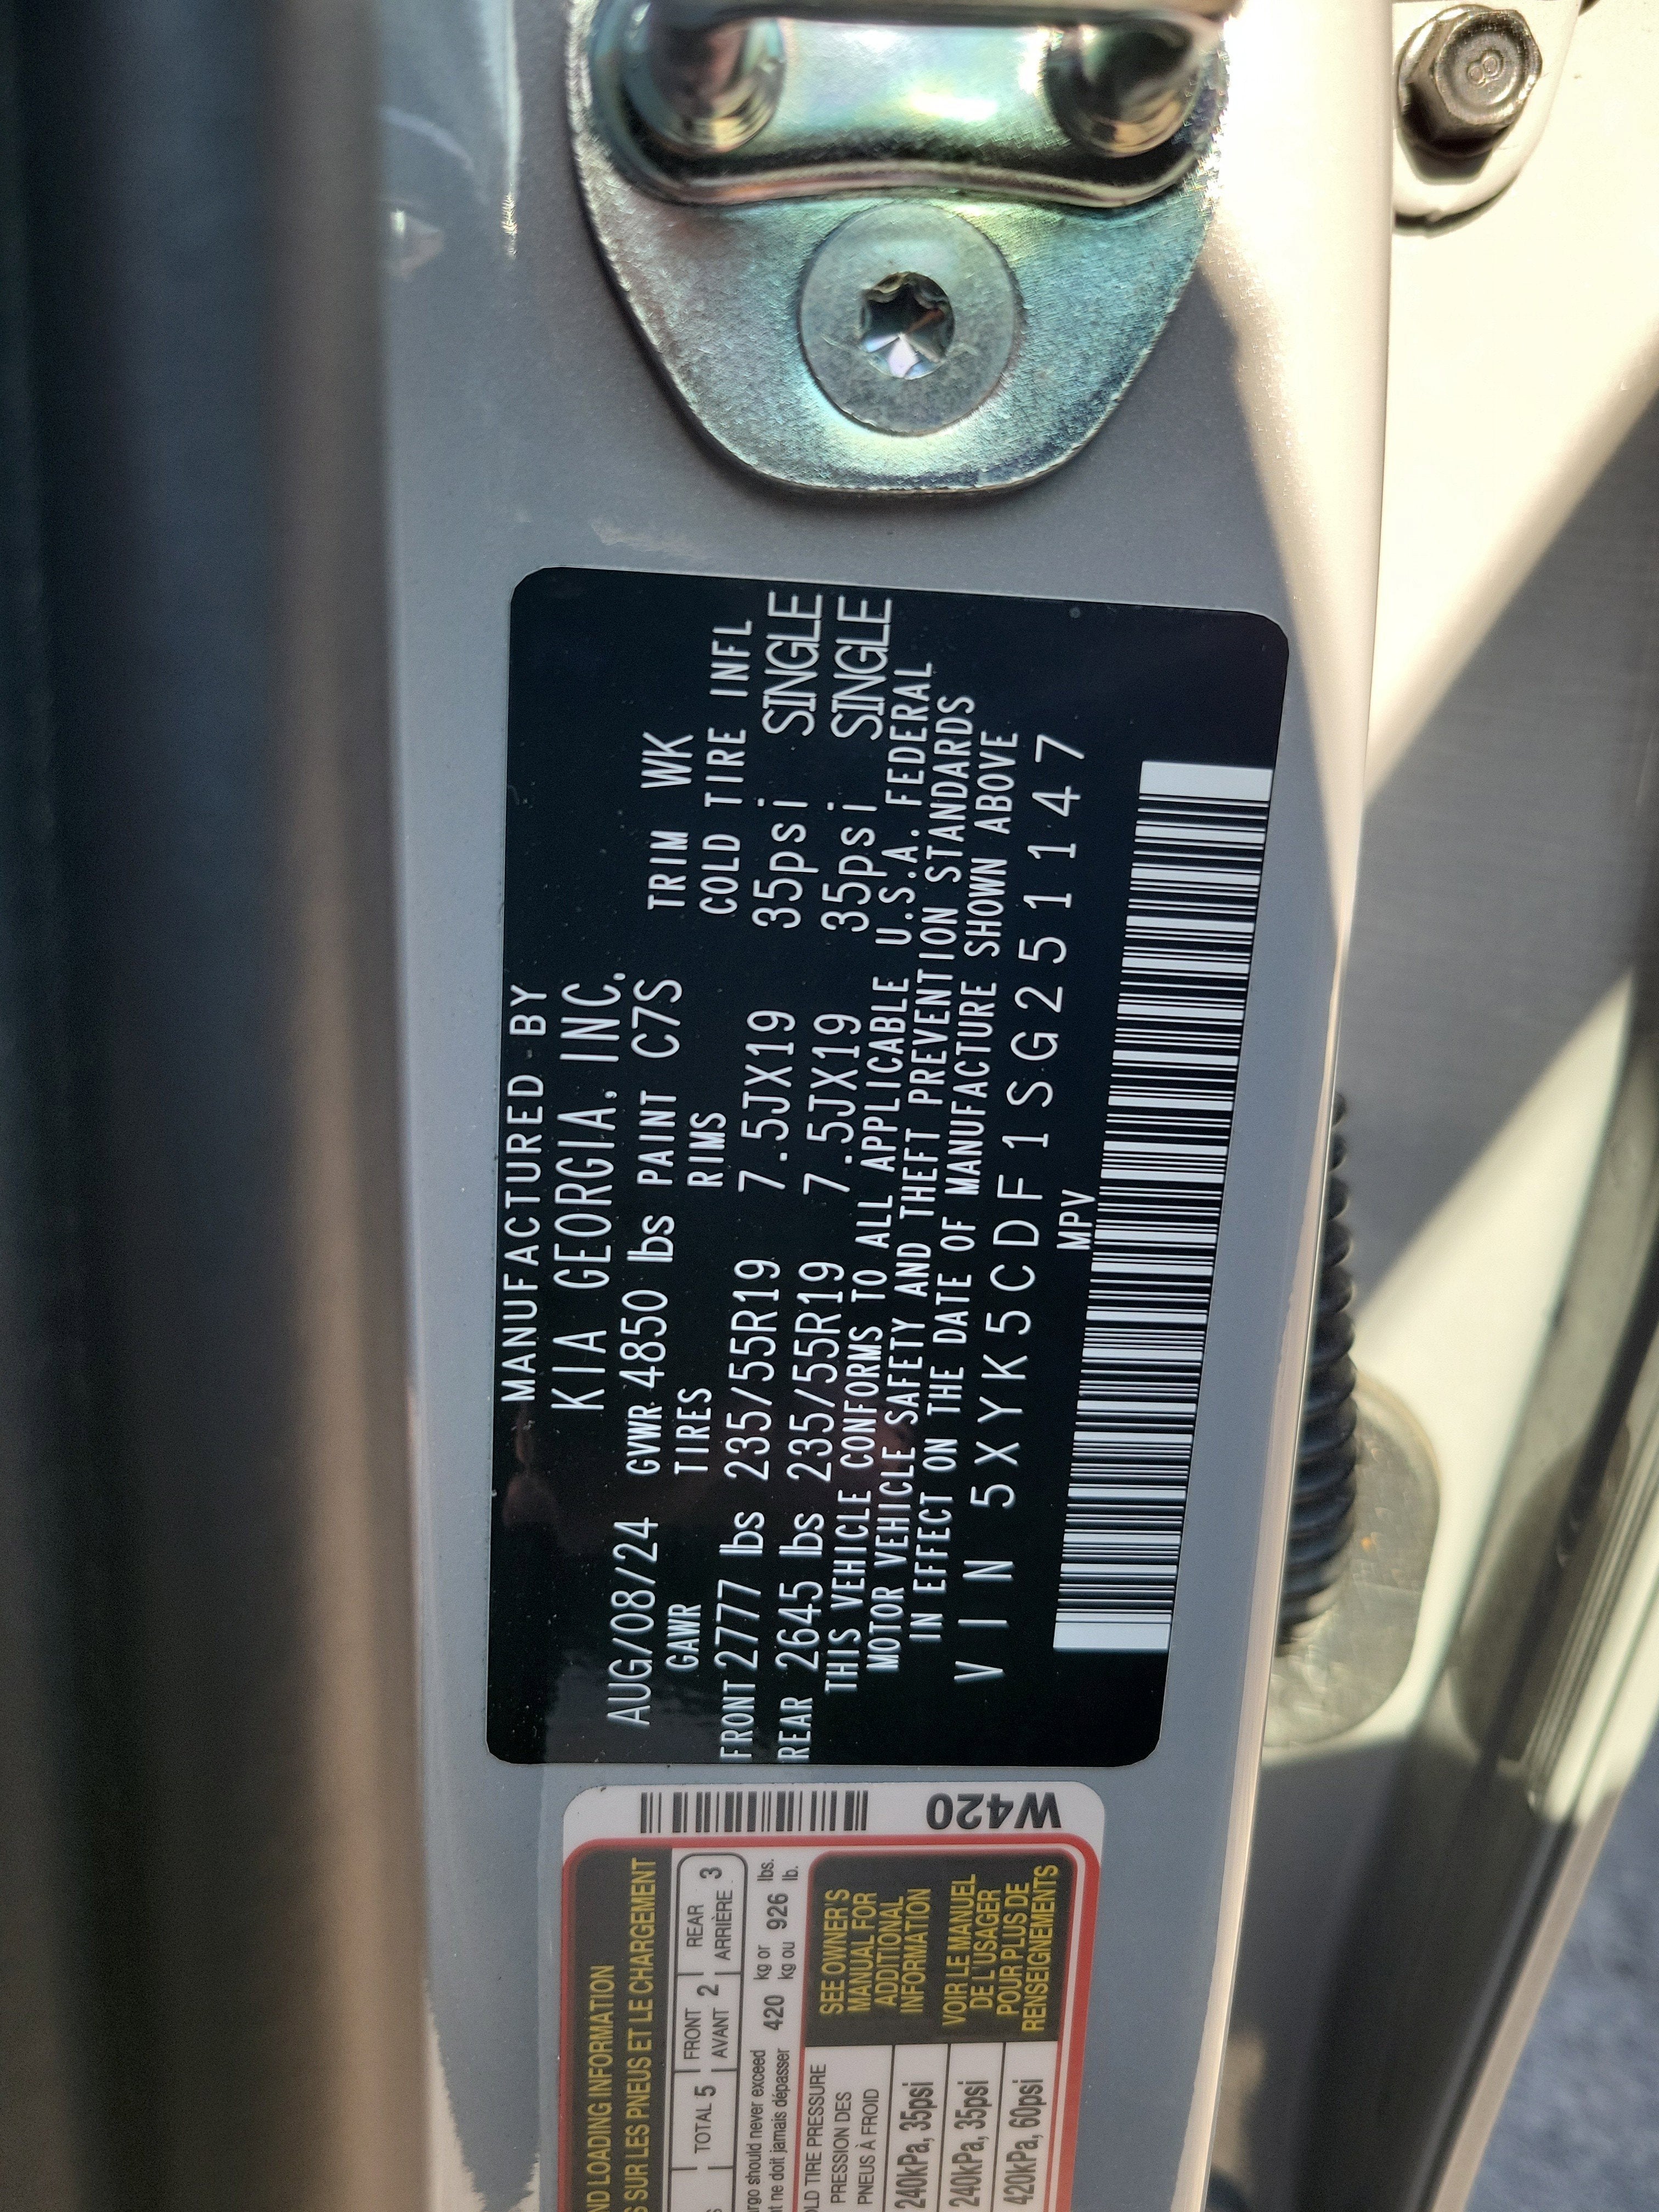 MANUFACTURED BY
KIA GEORGIA, INC.
AUG/08/24 GVWR 4850 lbs PAINT C7S TRIM WK
GAWR TIRES RIMS COLD TIRE INFL
FRONT 2777 lbs 235/55R19 7.5JX19 35psi SINGLE
REAR 2645 lbs 235/55R19 7.5JX19 35psi SINGLE
THIS VEHICLE CONFORMS TO ALL APPLICABLE U.S.A. FEDERAL
MOTOR VEHICLE SAFETY AND THEFT PREVENTION STANDARDS
IN EFFECT ON THE DATE OF MANUFACTURE SHOWN ABOVE
VIN 5XYK5CDF1SG251147
MPV
LOADING INFORMATION
SUR LES PNEUS ET LE CHARGEMENT
TOTAL 5 FRONT AVANT 2 REAR ARRIÈRE 3
should never exceed 420 kg or 926 lbs.
ne doit jamais dépasser kg ou lb.
TIRE PRESSURE
PRESSION DES
PNEUS À FROID
240kPa, 35psi
240kPa, 35psi
420kPa, 60psi
SEE OWNER'S
MANUAL FOR
ADDITIONAL
INFORMATION
VOIR LE MANUEL
DE L'USAGER
POUR PLUS DE
RENSEIGNEMENTS
W420
8